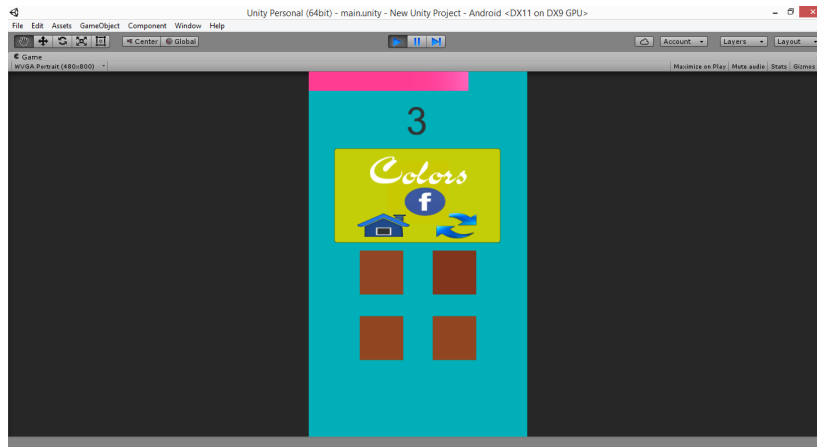 Unity Personal (64bit) - main.unity - New Unity Project - Android <DX11 on DX9 GPU>
File Edit Assets GameObject Component Window Help
Center Global Account Layers Layout
Game
WVGA Portrait (480x800) Maximize on Play Mute audio Stats Gizmos
3
Colors
f